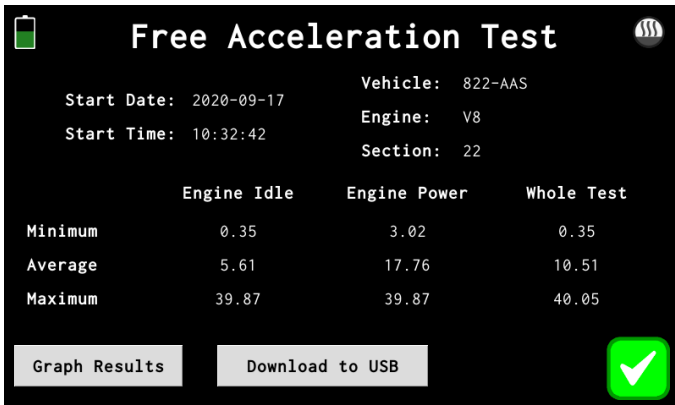 Free Acceleration Test
Start Date: 2020-09-17
Start Time: 10:32:42
Vehicle: 822-AAS
Engine: V8
Section: 22
Engine Idle Engine Power Whole Test
Minimum 0.35 3.02 0.35
Average 5.61 17.76 10.51
Maximum 39.87 39.87 40.05
Graph Results Download to USB